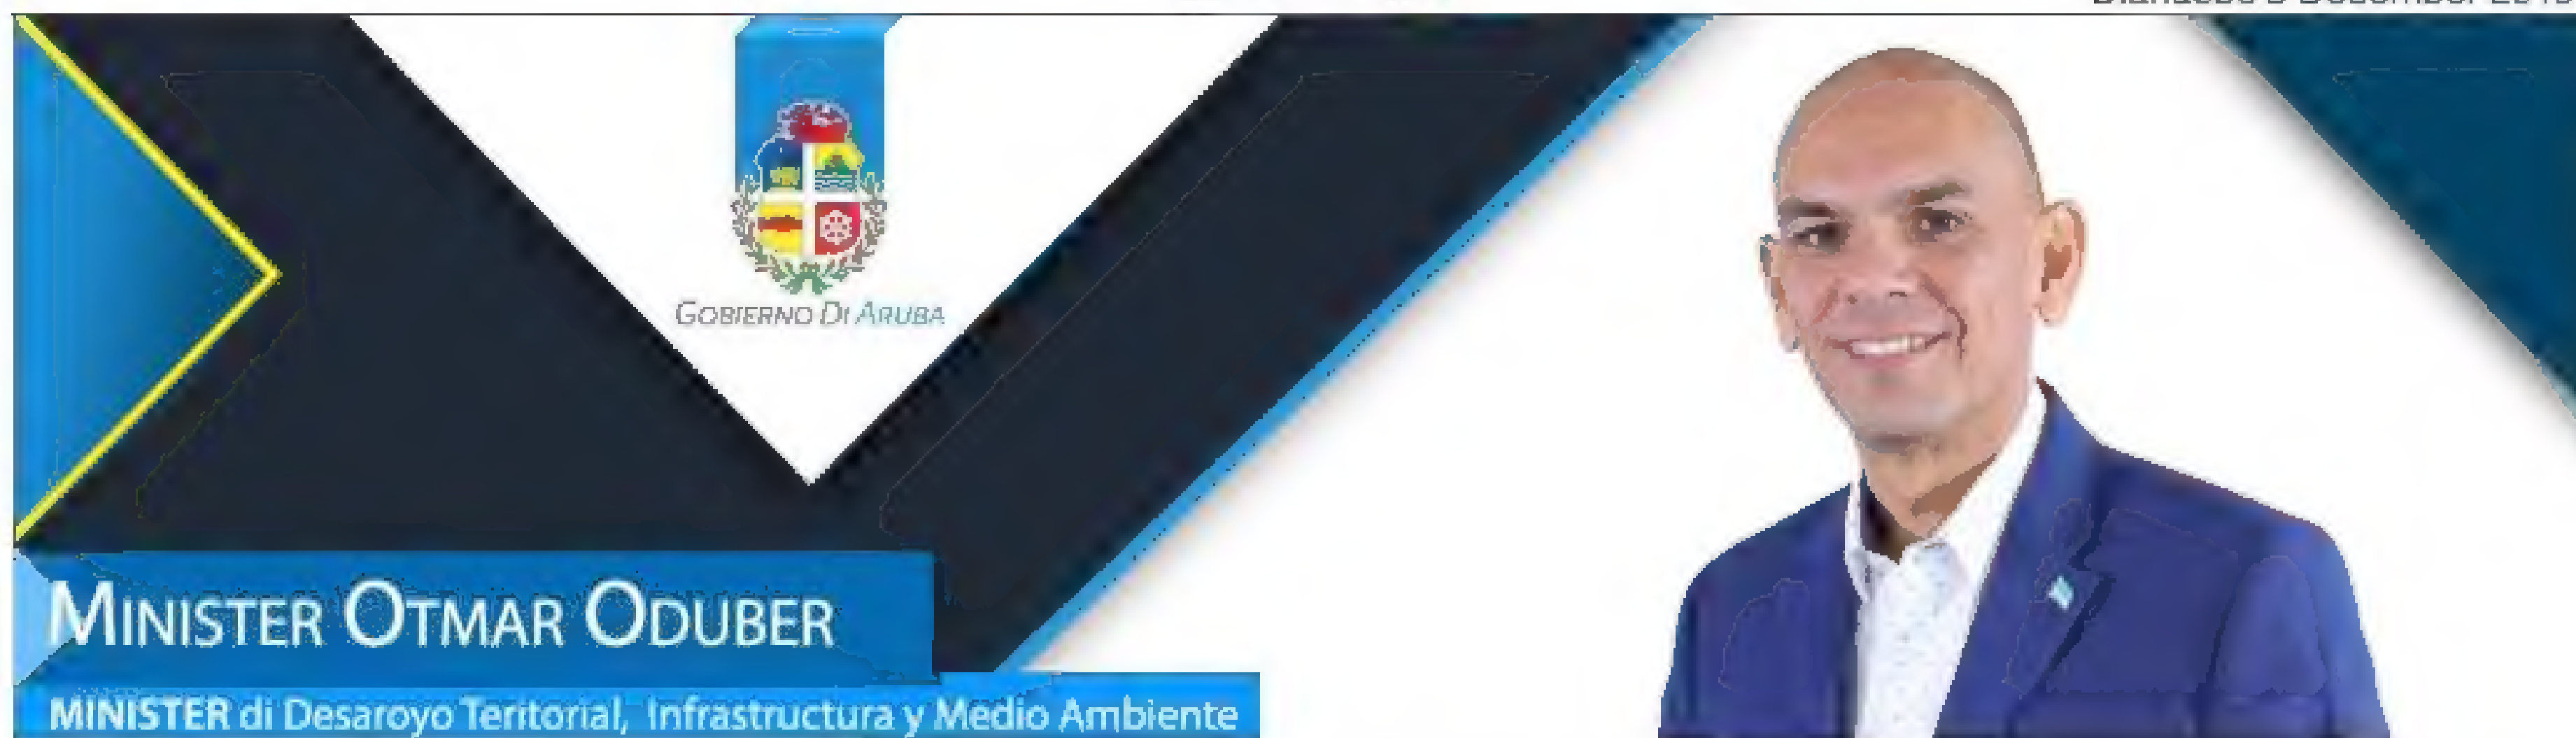 GOBIERNO DI ARUBA
MINISTER OTMAR ODUBER
MINISTER di Desaroyo Teritorial, Infrastructura y Medio Ambiente